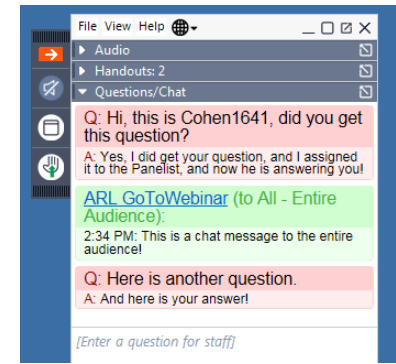 File View Help
Audio
Handouts: 2
Questions/Chat
Q: Hi, this is Cohen1641, did you get
this question?
A: Yes, I did get your question, and I assigned
it to the Panelist, and now he is answering you!
ARL GoToWebinar (to All - Entire
Audience):
2:34 PM: This is a chat message to the entire
audience!
Q: Here is another question.
A: And here is your answer!
[Enter a question for staff]